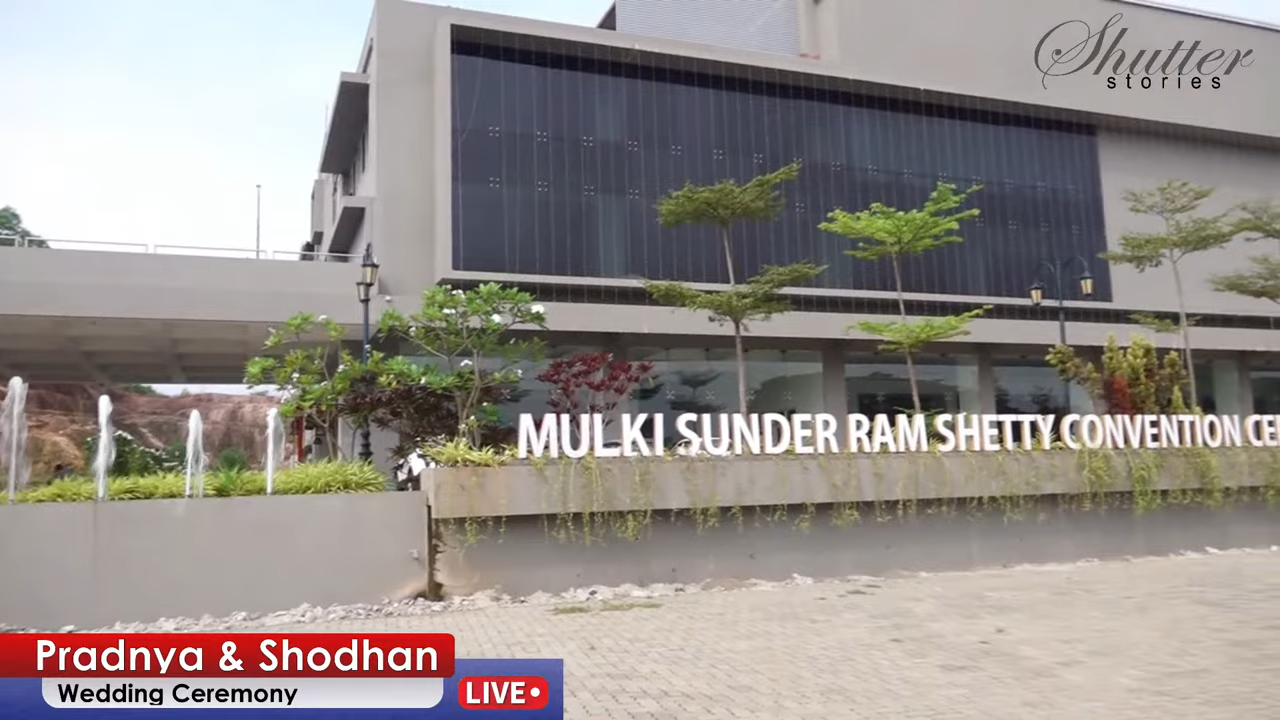 Shutter
stories
MULKI SUNDER RAM SHETTY CONVENTION CE
Pradnya & Shodhan
Wedding Ceremony
LIVE